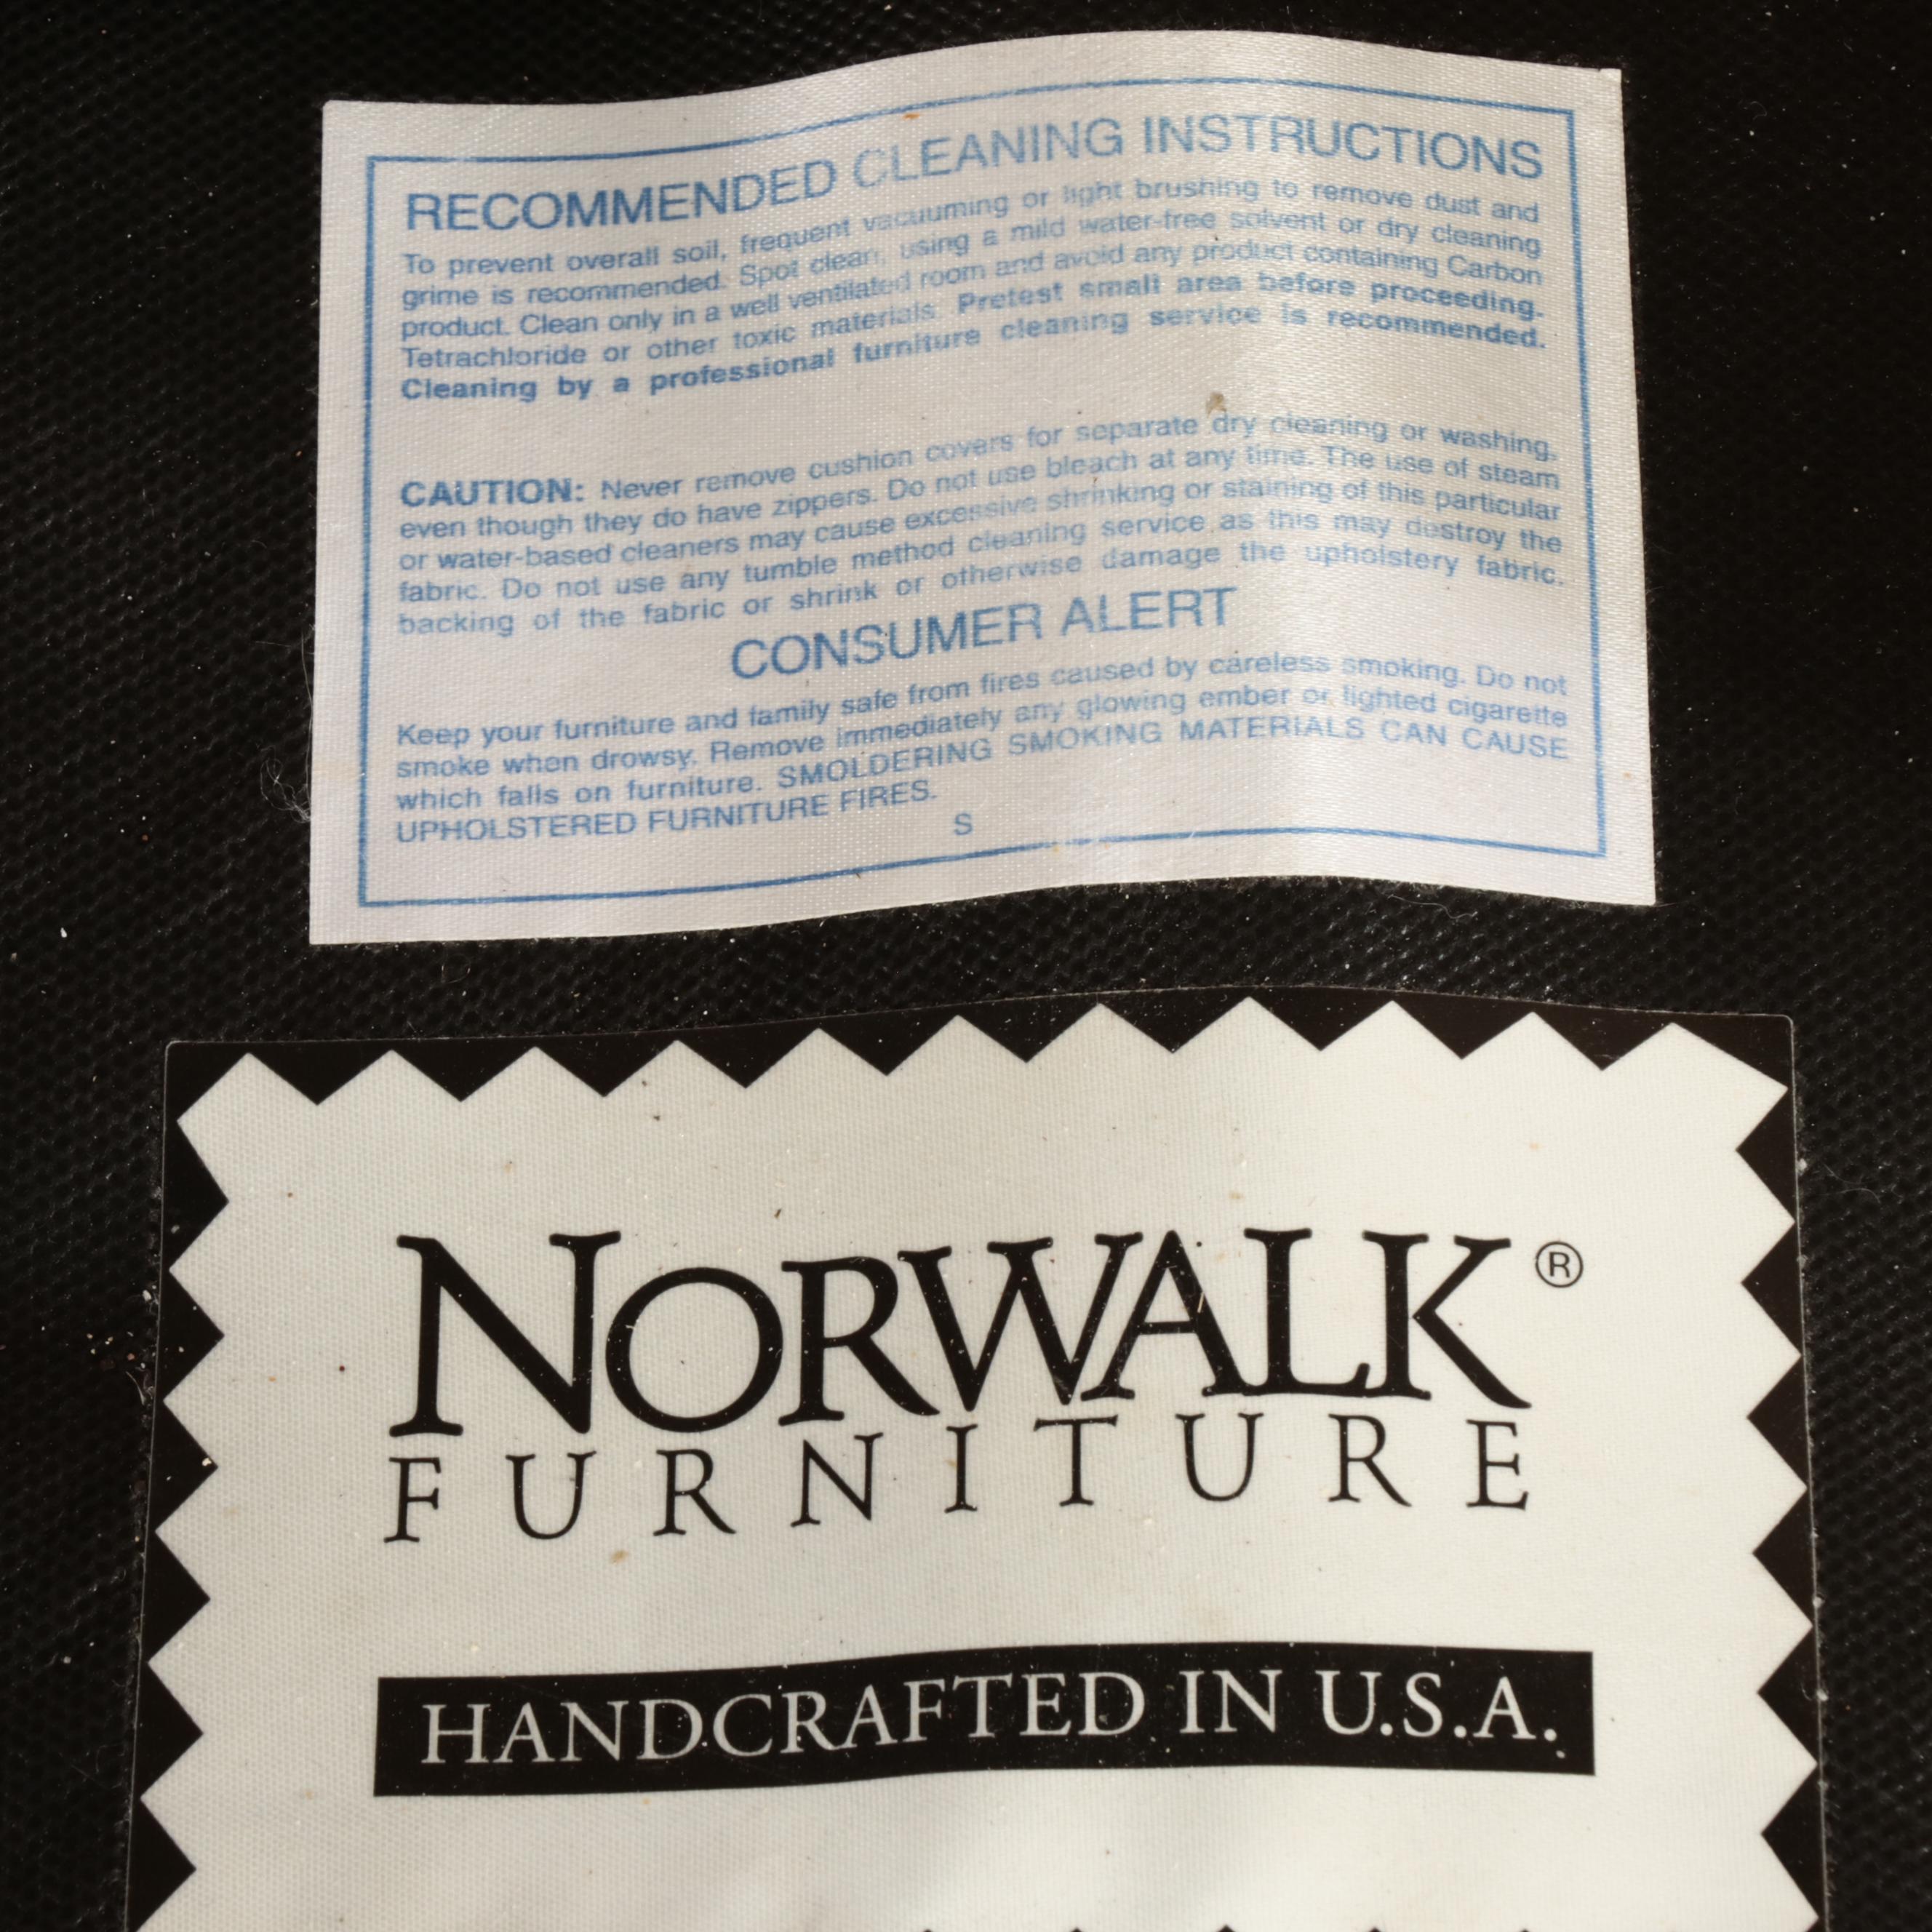 RECOMMENDED CLEANING INSTRUCTIONS
To prevent overall soil, frequent vacuuming or light brushing to remove dust and
grime is recommended. Spot clean, using a mild water-free solvent or dry cleaning
product. Clean only in a well ventilated room and avoid any product containing Carbon
Tetrachloride or other toxic materials. Pretest small area before proceeding.
Cleaning by a professional furniture cleaning service is recommended.
CAUTION: Never remove cushion covers for separate dry cleaning or washing,
even though they do have zippers. Do not use bleach at any time. The use of steam
or water-based cleaners may cause excessive shrinking or staining of this particular
fabric. Do not use any tumble method cleaning service as this may destroy the
backing of the fabric or shrink or otherwise damage the upholstery fabric.
CONSUMER ALERT
Keep your furniture and family safe from fires caused by careless smoking. Do not
smoke when drowsy. Remove immediately any glowing ember or lighted cigarette
which falls on furniture. SMOLDERING SMOKING MATERIALS CAN CAUSE
UPHOLSTERED FURNITURE FIRES.
S
NORWALK®
FURNITURE
HANDCRAFTED IN U.S.A.